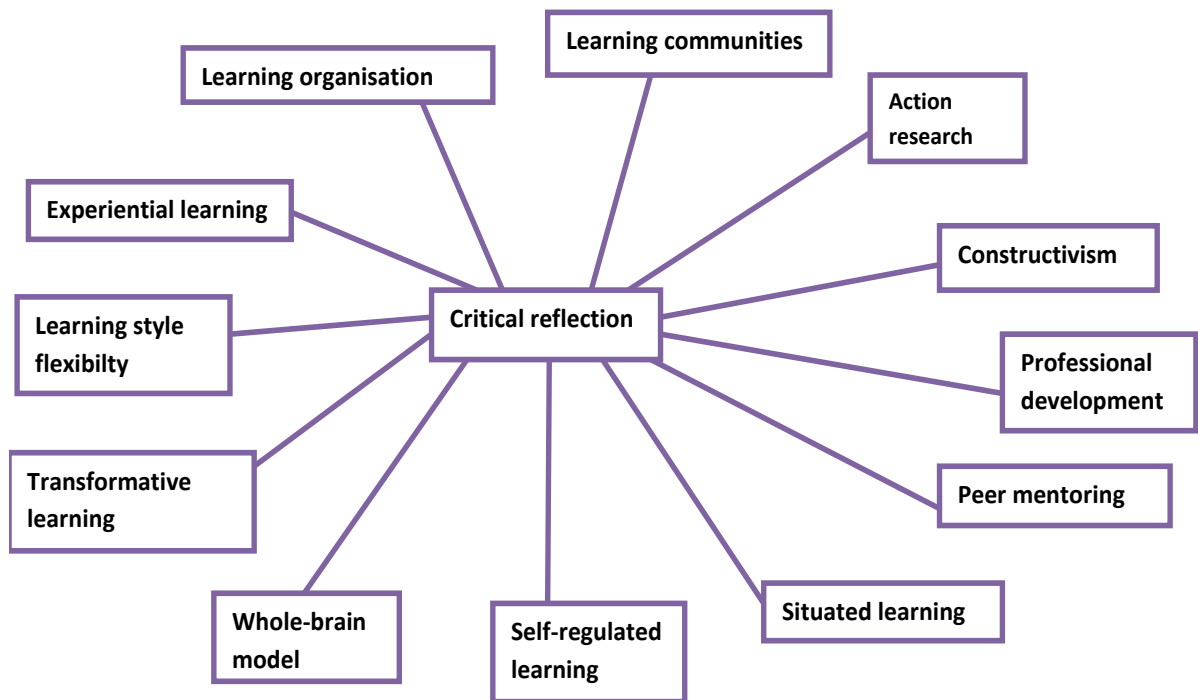 Learning communities
Learning organisation
Action
research
Experiential learning
Constructivism
Critical reflection
Learning style
flexibilty
Professional
development
Transformative
learning
Peer mentoring
Situated learning
Whole-brain
model
Self-regulated
learning